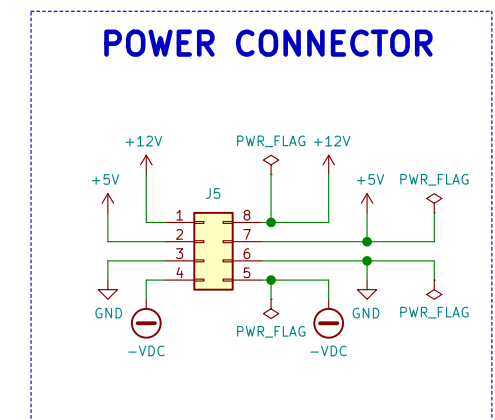 POWER CONNECTOR
+12V PWR_FLAG +12V
+5V +5V PWR_FLAG
J5
1 8
2 7
3 6
4 5
GND GND PWR_FLAG
PWR_FLAG
-VDC -VDC